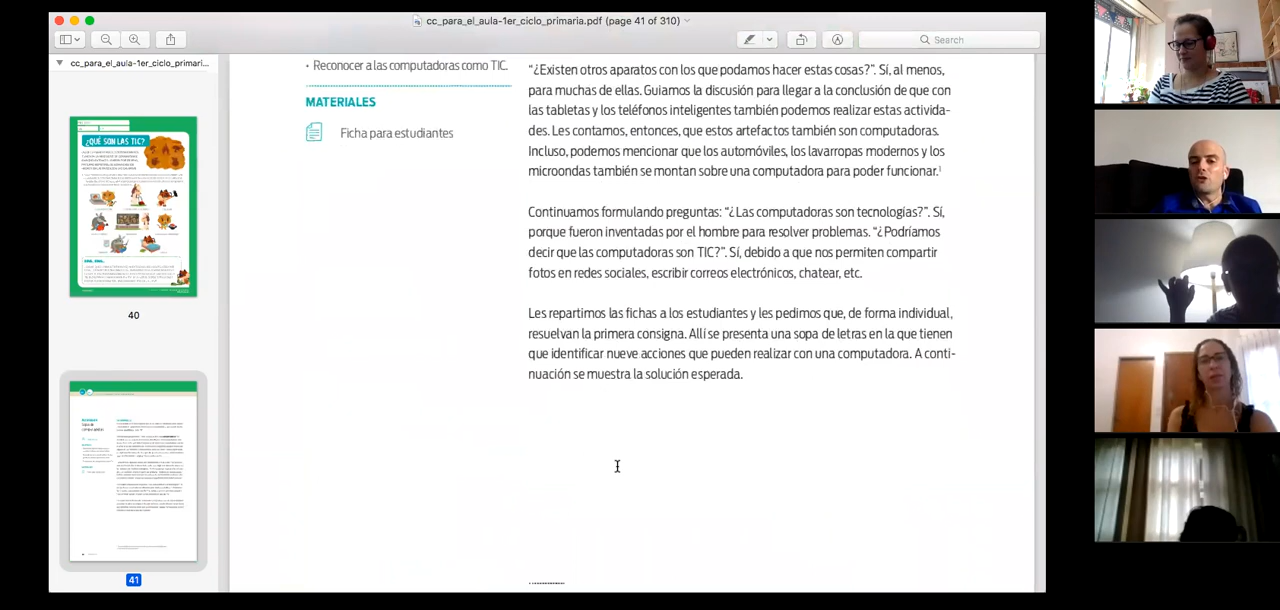 cc_para_el_aula-1er_ciclo_primaria.pdf (page 41 of 310)
Search
cc_para_el_aula-1er_ciclo_primari...
¿QUÉ SON LAS TIC?
40
41
• Reconocer a las computadoras como TIC.
MATERIALES
Ficha para estudiantes
“¿Existen otros aparatos con los que podamos hacer estas cosas?”. Sí, al menos,
para muchas de ellas. Guiamos la discusión para llegar a la conclusión de que con
las tabletas y los teléfonos inteligentes también podemos realizar estas activida-
des. Les contamos, entonces, que estos artefactos también son computadoras.
Incluso, podemos mencionar que los automóviles, los lavarropas modernos y los
microondas también se montan sobre una computadora para poder funcionar.¹
Continuamos formulando preguntas: “¿Las computadoras son tecnologías?”. Sí,
porque fueron inventadas por el hombre para resolver problemas. “¿Podríamos
decir que las computadoras son TIC?”. Sí, debido a que nos permiten compartir
fotos en redes sociales, escribir correos electrónicos, chatear, etc.
Les repartimos las fichas a los estudiantes y les pedimos que, de forma individual,
resuelvan la primera consigna. Allí se presenta una sopa de letras en la que tienen
que identificar nueve acciones que pueden realizar con una computadora. A conti-
nuación se muestra la solución esperada.